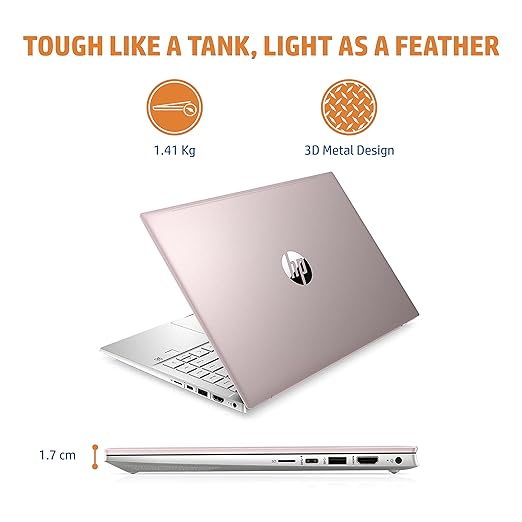 TOUGH LIKE A TANK, LIGHT AS A FEATHER
1.41 Kg
3D Metal Design
hp
1.7 cm